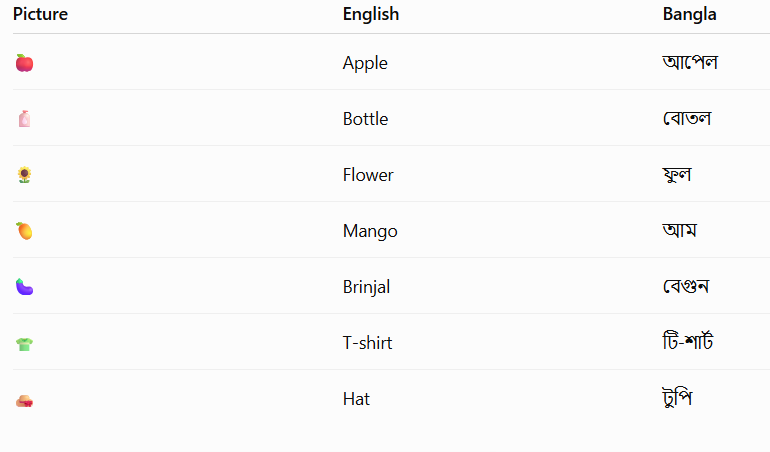 Picture English Bangla
Apple আপেল
Bottle বোতল
Flower ফুল
Mango আম
Brinjal বেগুন
T-shirt টি-শার্ট
Hat টুপি